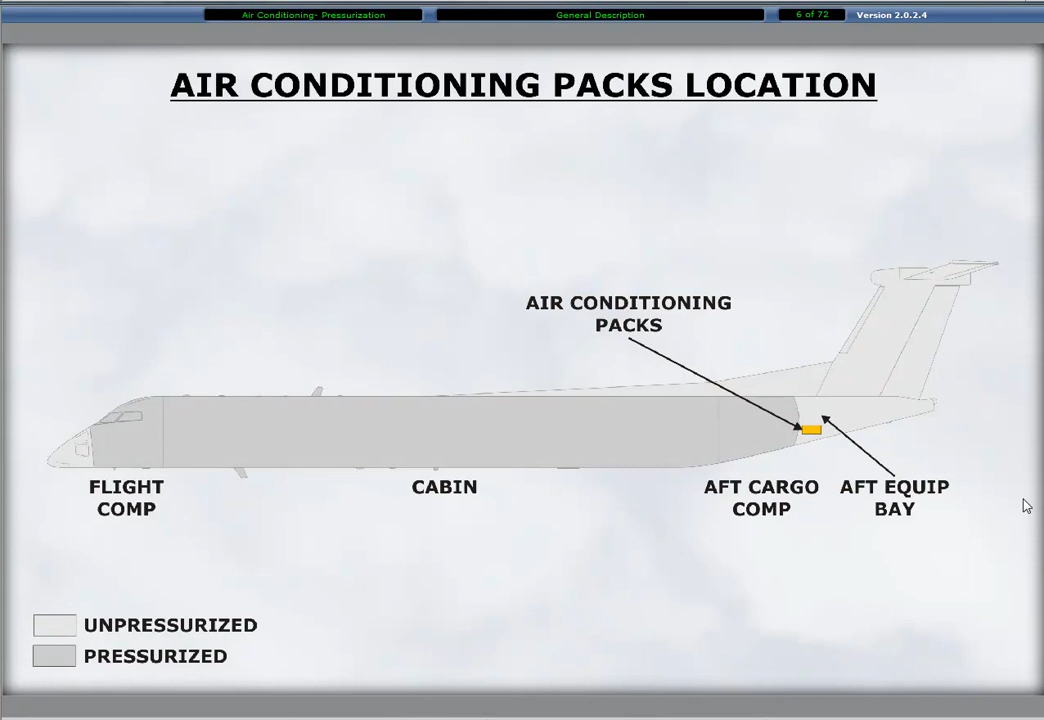 Air Conditioning- Pressurization
General Description
6 of 72
Version 2.0.2.4
AIR CONDITIONING PACKS LOCATION
AIR CONDITIONING
PACKS
FLIGHT
COMP
CABIN
AFT CARGO
COMP
AFT EQUIP
BAY
UNPRESSURIZED
PRESSURIZED